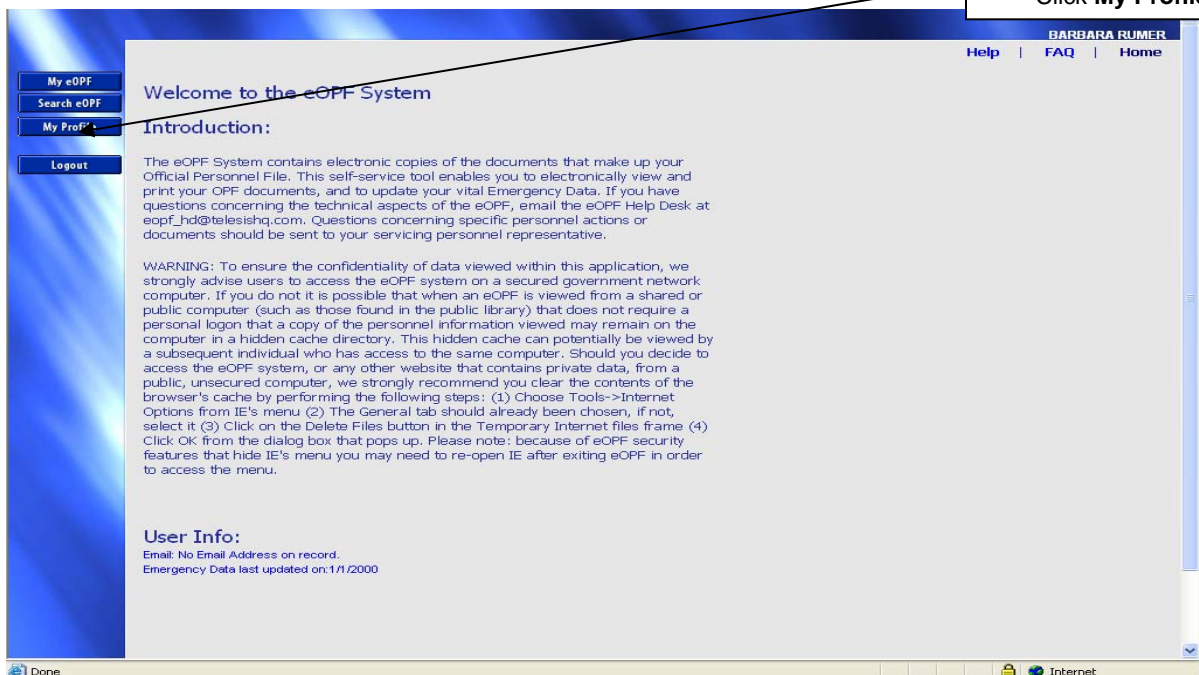 Click My Profile
BARBARA RUMER
Help | FAQ | Home
My eOPF
Search eOPF
My Profile
Logout
Welcome to the eOPF System
Introduction:
The eOPF System contains electronic copies of the documents that make up your
Official Personnel File. This self-service tool enables you to electronically view and
print your OPF documents, and to update your vital Emergency Data. If you have
questions concerning the technical aspects of the eOPF, email the eOPF Help Desk at
eopf_hd@telesishq.com. Questions concerning specific personnel actions or
documents should be sent to your servicing personnel representative.
WARNING: To ensure the confidentiality of data viewed within this application, we
strongly advise users to access the eOPF system on a secured government network
computer. If you do not it is possible that when an eOPF is viewed from a shared or
public computer (such as those found in the public library) that does not require a
personal logon that a copy of the personnel information viewed may remain on the
computer in a hidden cache directory. This hidden cache can potentially be viewed by
a subsequent individual who has access to the same computer. Should you decide to
access the eOPF system, or any other website that contains private data, from a
public, unsecured computer, we strongly recommend you clear the contents of the
browser's cache by performing the following steps: (1) Choose Tools->Internet
Options from IE's menu (2) The General tab should already been chosen, if not,
select it (3) Click on the Delete Files button in the Temporary Internet files frame (4)
Click OK from the dialog box that pops up. Please note: because of eOPF security
features that hide IE's menu you may need to re-open IE after exiting eOPF in order
to access the menu.
User Info:
Email: No Email Address on record.
Emergency Data last updated on:1/1/2000
Done
Internet